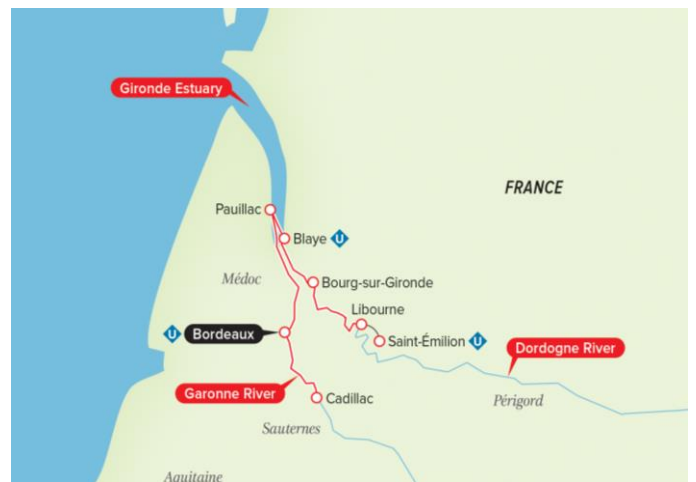 Gironde Estuary
FRANCE
Pauillac
Blaye U
Médoc
Bourg-sur-Gironde
Libourne
U Bordeaux
Saint-Émilion U
Dordogne River
Garonne River
Cadillac
Périgord
Sauternes
Aquitaine